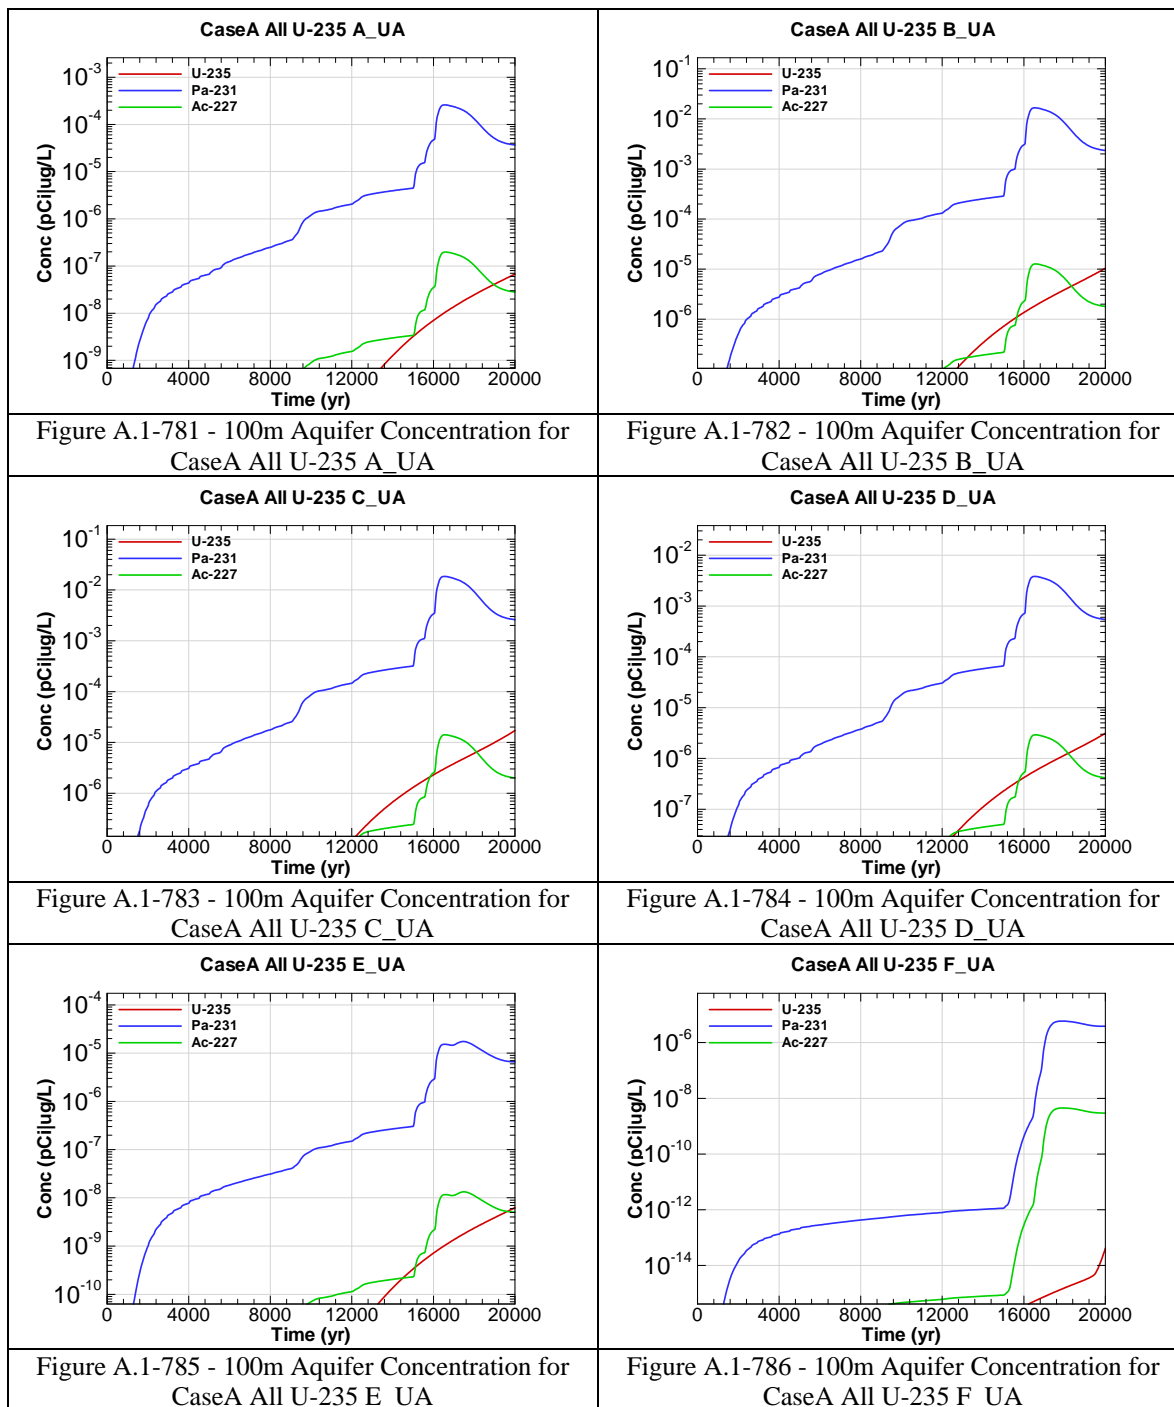 CaseA All U-235 A_UA
U-235
Pa-231
Ac-227
Conc (pCi|ug/L)
10-3
10-4
10-5
10-6
10-7
10-8
10-9
0 4000 8000 12000 16000 20000
Time (yr)
Figure A.1-781 - 100m Aquifer Concentration for
CaseA All U-235 A_UA
CaseA All U-235 B_UA
U-235
Pa-231
Ac-227
Conc (pCi|ug/L)
10-1
10-2
10-3
10-4
10-5
10-6
0 4000 8000 12000 16000 20000
Time (yr)
Figure A.1-782 - 100m Aquifer Concentration for
CaseA All U-235 B_UA
CaseA All U-235 C_UA
U-235
Pa-231
Ac-227
Conc (pCi|ug/L)
10-1
10-2
10-3
10-4
10-5
10-6
0 4000 8000 12000 16000 20000
Time (yr)
Figure A.1-783 - 100m Aquifer Concentration for
CaseA All U-235 C_UA
CaseA All U-235 D_UA
U-235
Pa-231
Ac-227
Conc (pCi|ug/L)
10-2
10-3
10-4
10-5
10-6
10-7
0 4000 8000 12000 16000 20000
Time (yr)
Figure A.1-784 - 100m Aquifer Concentration for
CaseA All U-235 D_UA
CaseA All U-235 E_UA
U-235
Pa-231
Ac-227
Conc (pCi|ug/L)
10-4
10-5
10-6
10-7
10-8
10-9
10-10
0 4000 8000 12000 16000 20000
Time (yr)
Figure A.1-785 - 100m Aquifer Concentration for
CaseA All U-235 E_UA
CaseA All U-235 F_UA
U-235
Pa-231
Ac-227
Conc (pCi|ug/L)
10-6
10-8
10-10
10-12
10-14
0 4000 8000 12000 16000 20000
Time (yr)
Figure A.1-786 - 100m Aquifer Concentration for
CaseA All U-235 F_UA